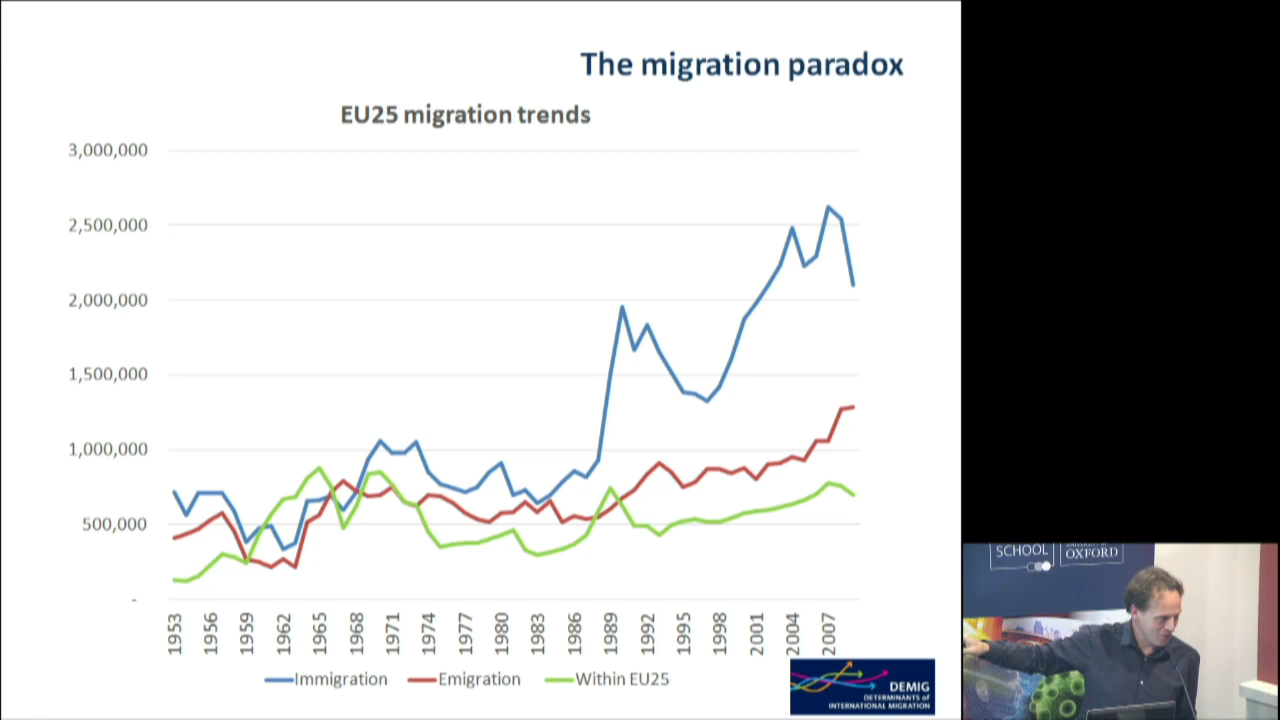 The migration paradox
EU25 migration trends
3,000,000
2,500,000
2,000,000
1,500,000
1,000,000
500,000
-
1953 1956 1959 1962 1965 1968 1971 1974 1977 1980 1983 1986 1989 1992 1995 1998 2001 2004 2007
Immigration Emigration Within EU25
DEMIG
DETERMINANTS of
INTERNATIONAL MIGRATION
SCHOOL
UNIVERSITY OF
OXFORD